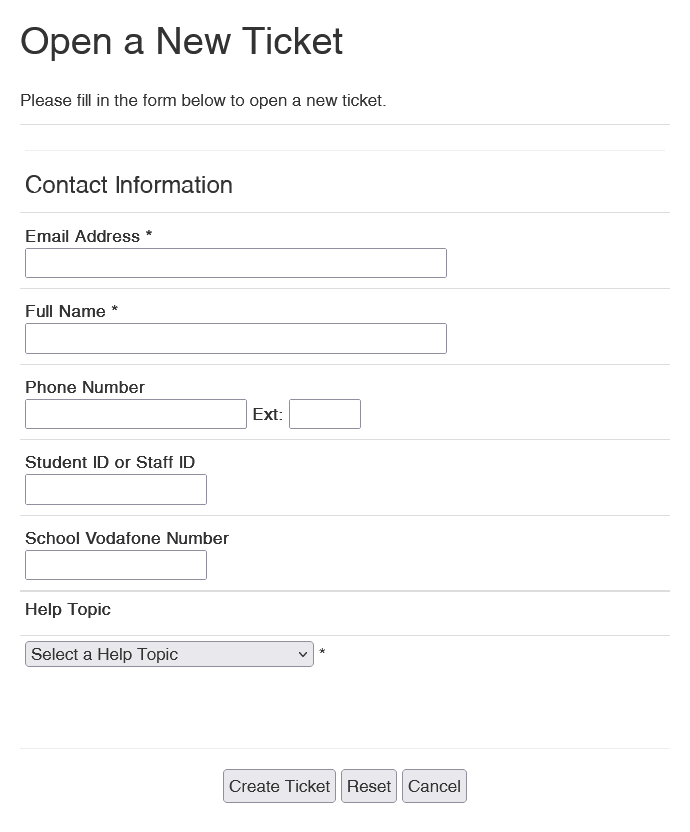 Open a New Ticket
Please fill in the form below to open a new ticket.
Contact Information
Email Address *
Full Name *
Phone Number
Ext:
Student ID or Staff ID
School Vodafone Number
Help Topic
Select a Help Topic *
Create Ticket Reset Cancel